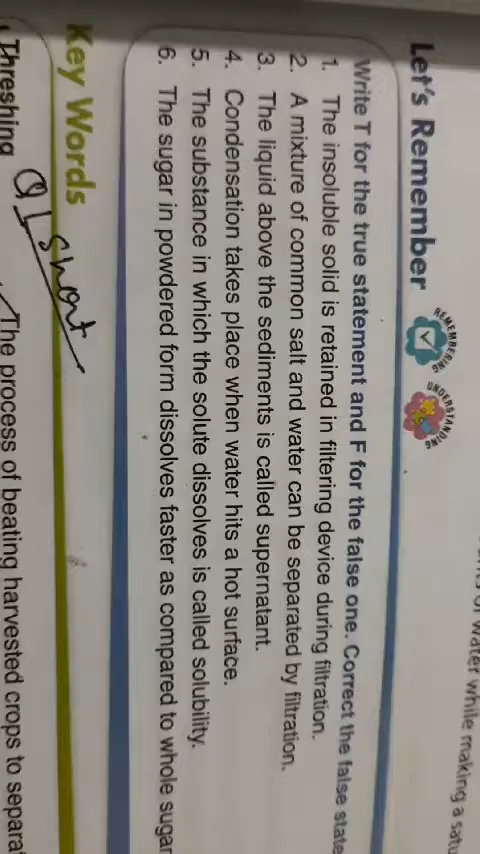 water while making a satu
Let's Remember
REMEMBERING
UNDERSTANDING
Write T for the true statement and F for the false one. Correct the false state
1. The insoluble solid is retained in filtering device during filtration.
2. A mixture of common salt and water can be separated by filtration.
3. The liquid above the sediments is called supernatant.
4. Condensation takes place when water hits a hot surface.
5. The substance in which the solute dissolves is called solubility.
6. The sugar in powdered form dissolves faster as compared to whole sugar
Key Words
Q1 Short
Threshing
The process of beating harvested crops to separat